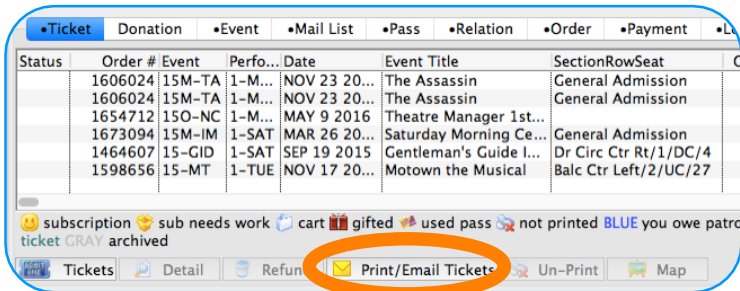 •Ticket Donation •Event •Mail List •Pass •Relation •Order •Payment
Status Order # Event Perfo... Date Event Title SectionRowSeat
1606024 15M-TA 1-M... NOV 23 20... The Assassin General Admission
1606024 15M-TA 1-M... NOV 23 20... The Assassin General Admission
1654712 15O-NC 1-M... MAY 9 2016 Theatre Manager 1st...
1673094 15M-IM 1-SAT MAR 26 20... Saturday Morning Ce... General Admission
1464607 15-GID 1-SAT SEP 19 2015 Gentleman's Guide I... Dr Circ Ctr Rt/1/DC/4
1598656 15-MT 1-TUE NOV 17 20... Motown the Musical Balc Ctr Left/2/UC/27
subscription sub needs work cart gifted used pass not printed BLUE you owe patro
ticket GRAY archived
Tickets Detail Refun Print/Email Tickets Un-Print Map